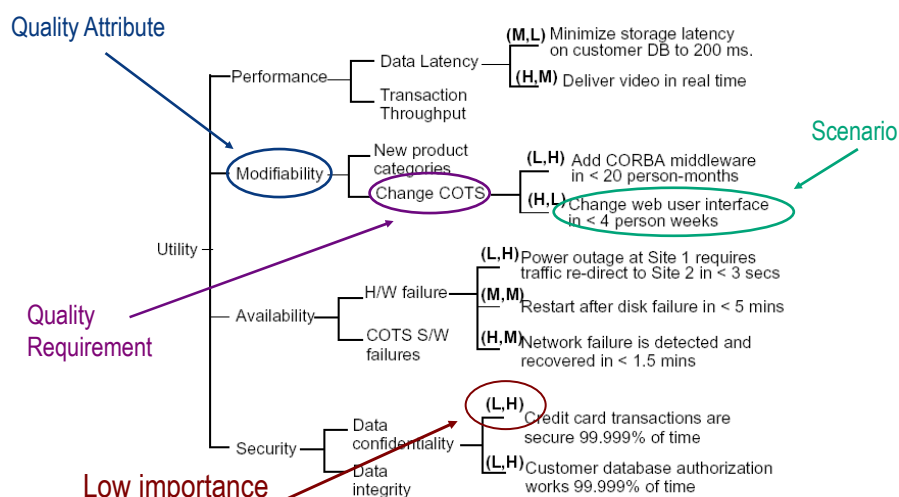 Quality Attribute
(M,L) Minimize storage latency
on customer DB to 200 ms.
Data Latency
Performance
(H,M) Deliver video in real time
Transaction
Throughput
Scenario
New product
categories
(L,H) Add CORBA middleware
in < 20 person-months
Modifiability
Change COTS
(H,L) Change web user interface
in < 4 person weeks
Utility
(L,H) Power outage at Site 1 requires
traffic re-direct to Site 2 in < 3 secs
H/W failure
(M,M) Restart after disk failure in < 5 mins
Quality
Requirement
Availability
COTS S/W
failures
(H,M) Network failure is detected and
recovered in < 1.5 mins
(L,H)
Credit card transactions are
secure 99.999% of time
Data
confidentiality
Security
(L,H) Customer database authorization
works 99.999% of time
Data
integrity
Low importance